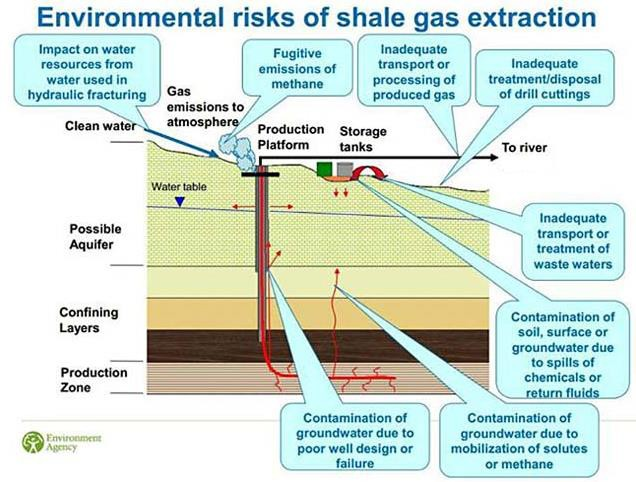 Environmental risks of shale gas extraction
Impact on water
resources from
water used in
hydraulic fracturing
Fugitive
emissions of
methane
Inadequate
transport or
processing of
produced gas
Inadequate
treatment/disposal
of drill cuttings
Gas
emissions to
atmosphere
Clean water
Production
Platform
Storage
tanks
To river
Water table
Possible
Aquifer
Inadequate
transport or
treatment of
waste waters
Confining
Layers
Contamination of
soil, surface or
groundwater due
to spills of
chemicals or
return fluids
Production
Zone
Contamination of
groundwater due to
poor well design or
failure
Contamination of
groundwater due to
mobilization of solutes
or methane
Environment
Agency